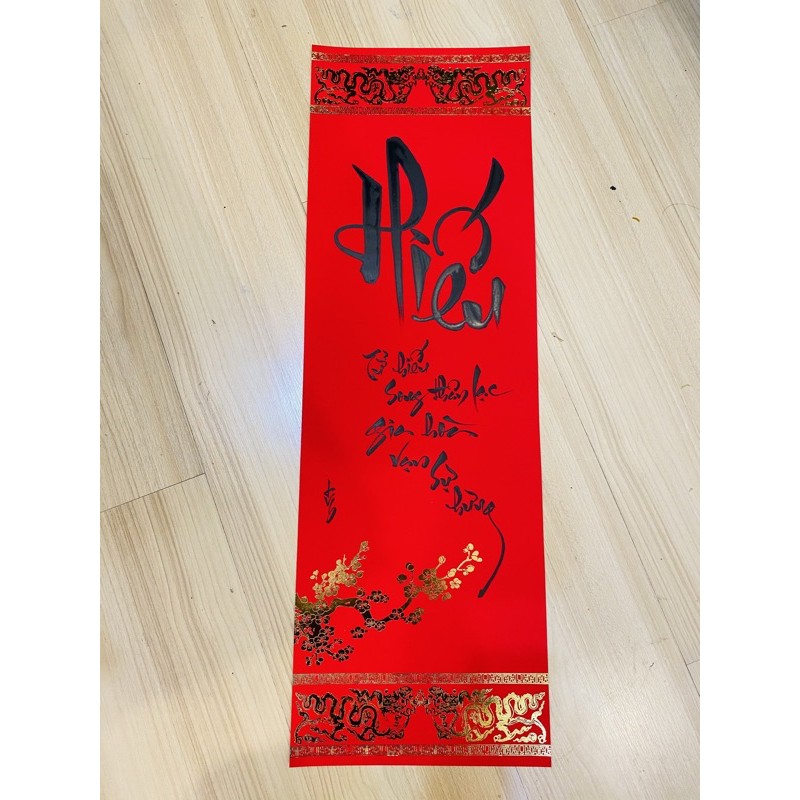 Hiếu
Tử hiếu
Song thân lạc
gia hòa
vạn sự
hưng